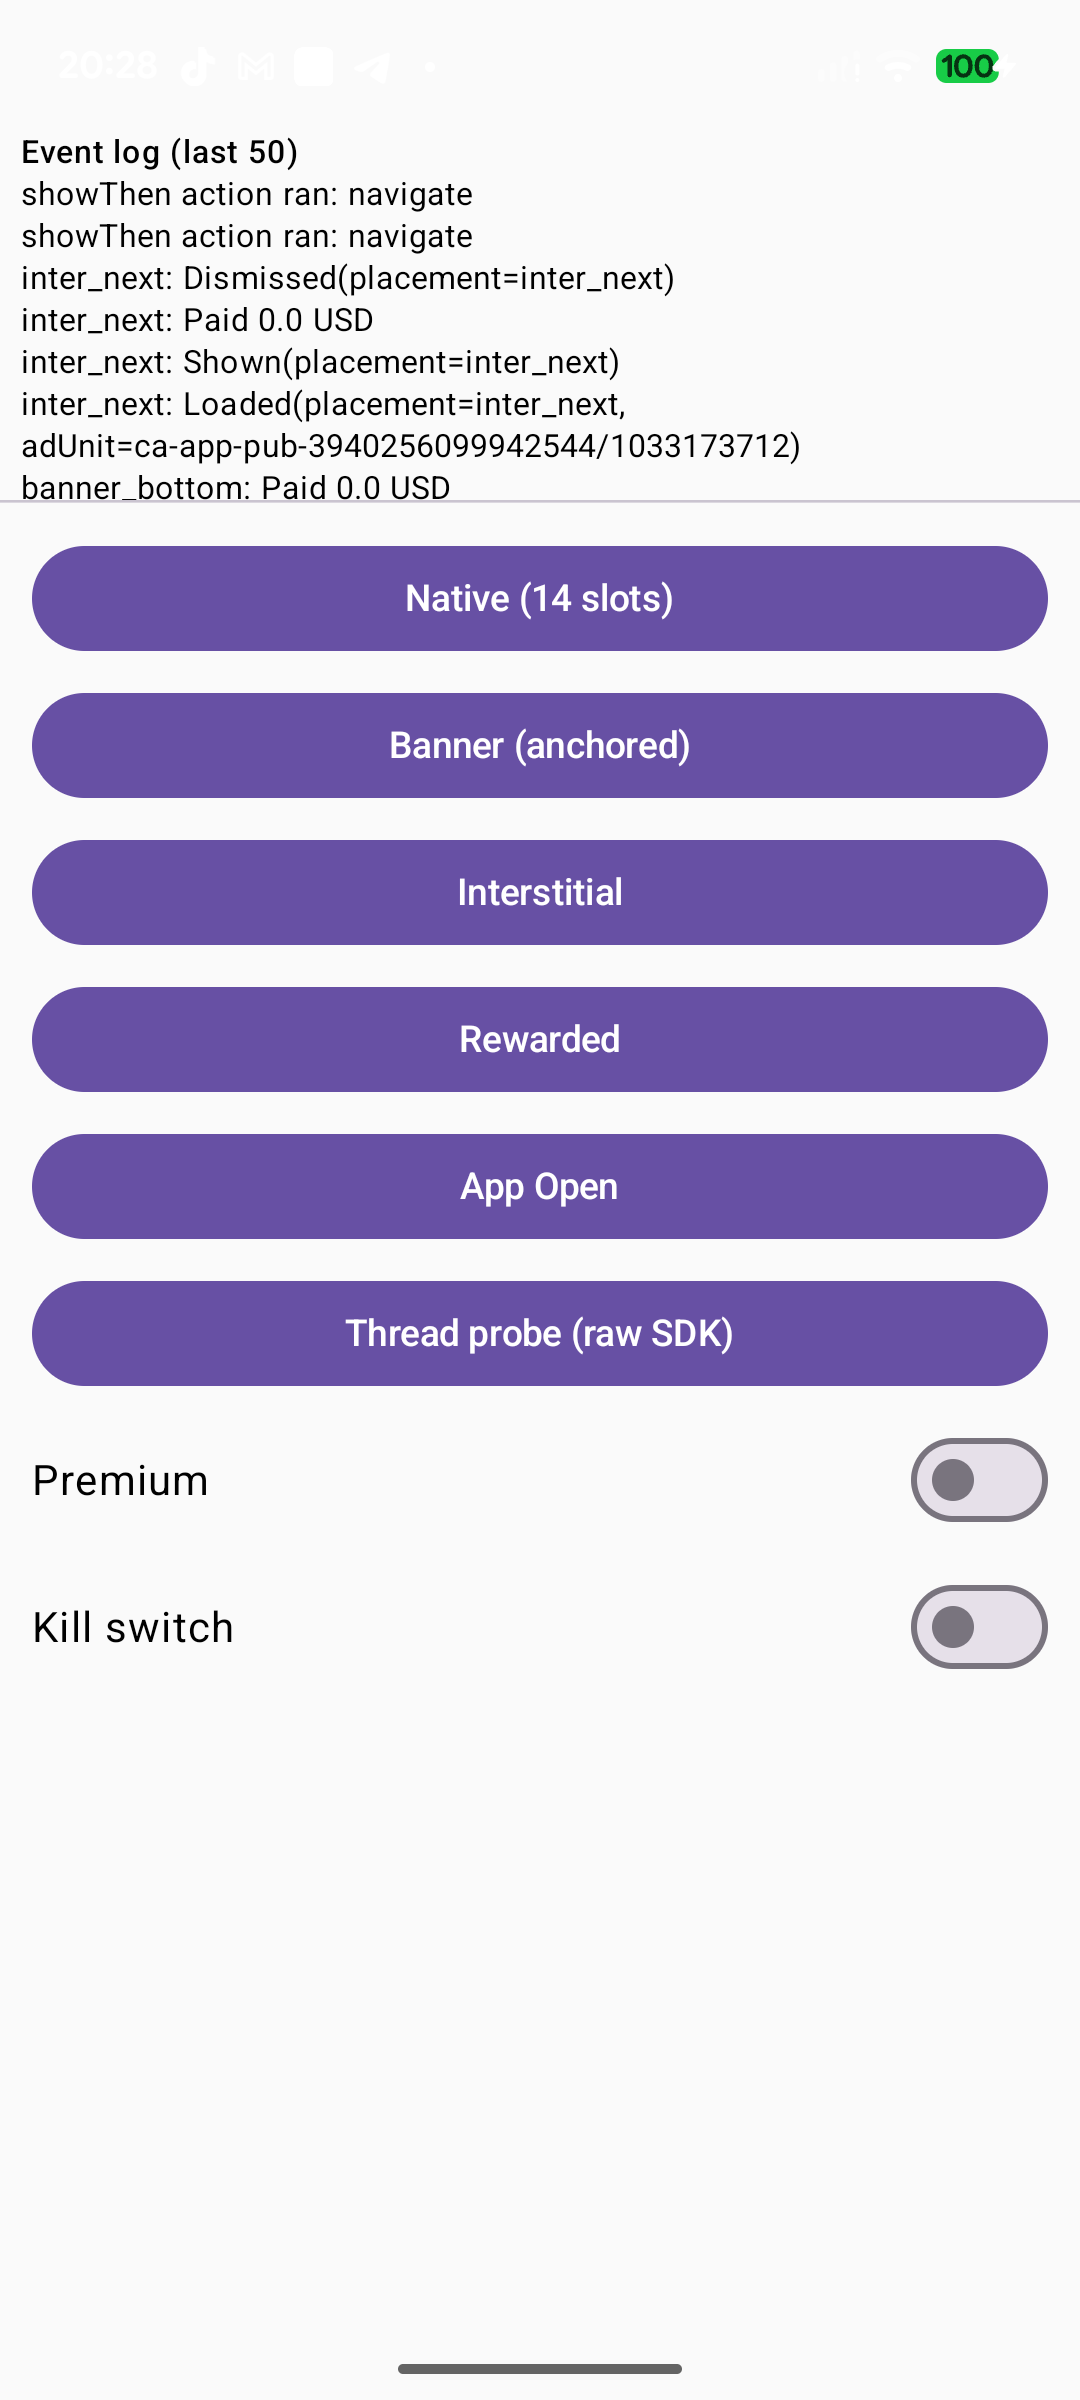 20:28
100
Event log (last 50)
showThen action ran: navigate
showThen action ran: navigate
inter_next: Dismissed(placement=inter_next)
inter_next: Paid 0.0 USD
inter_next: Shown(placement=inter_next)
inter_next: Loaded(placement=inter_next,
adUnit=ca-app-pub-3940256099942544/1033173712)
banner_bottom: Paid 0.0 USD
Native (14 slots)
Banner (anchored)
Interstitial
Rewarded
App Open
Thread probe (raw SDK)
Premium
Kill switch